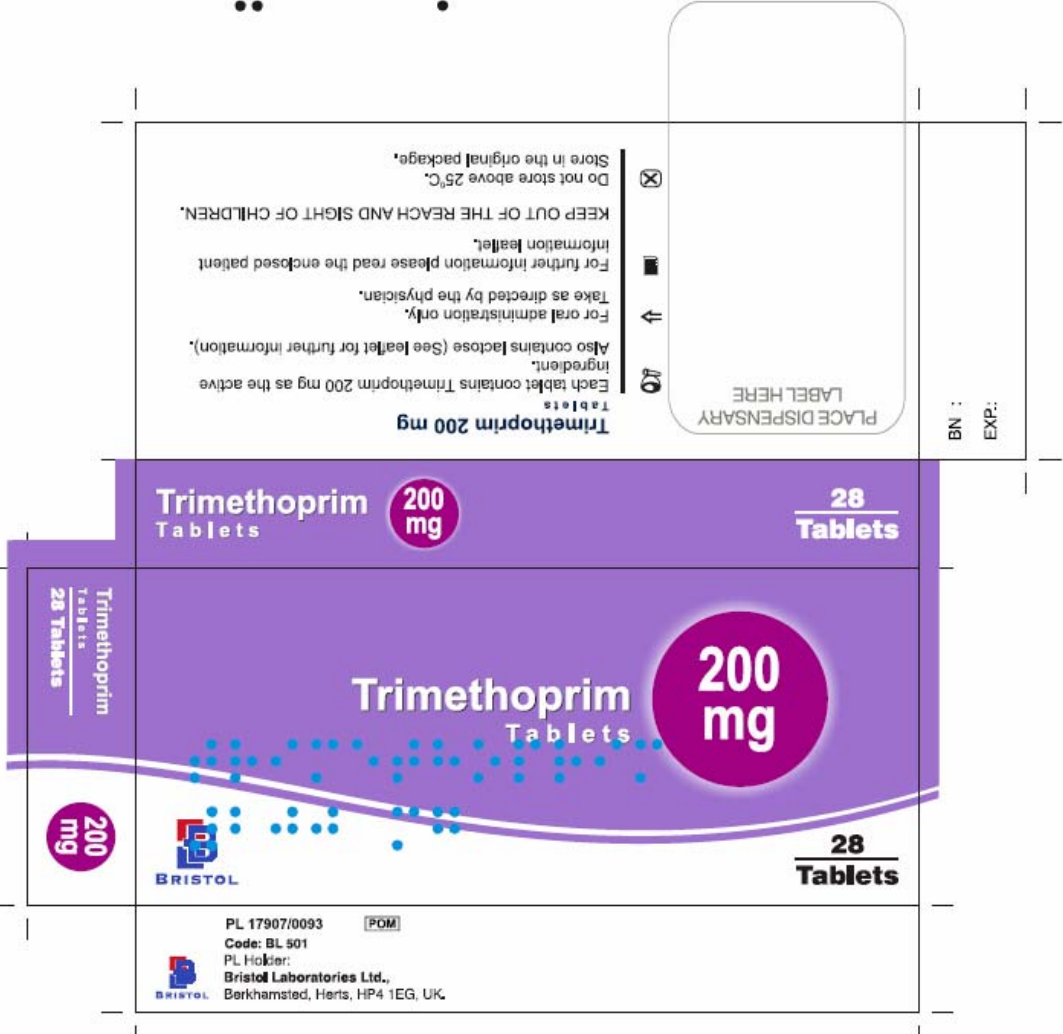 PLACE DISPENSARY
LABEL HERE
Trimethoprim 200 mg
Tablets
Each tablet contains Trimethoprim 200 mg as the active
ingredient.
Also contains lactose (See leaflet for further information).
For oral administration only.
Take as directed by the physician.
For further information please read the enclosed patient
information leaflet.
KEEP OUT OF THE REACH AND SIGHT OF CHILDREN.
Do not store above 25°C.
Store in the original package.
BN :
EXP.:
Trimethoprim
Tablets
200
mg
28
Tablets
Trimethoprim
Tablets
28 Tablets
200
mg
Trimethoprim
Tablets
200
mg
BRISTOL
28
Tablets
PL 17907/0093 POM
Code: BL 501
PL Holder:
Bristol Laboratories Ltd.,
Berkhamsted, Herts, HP4 1EG, UK.
BRISTOL